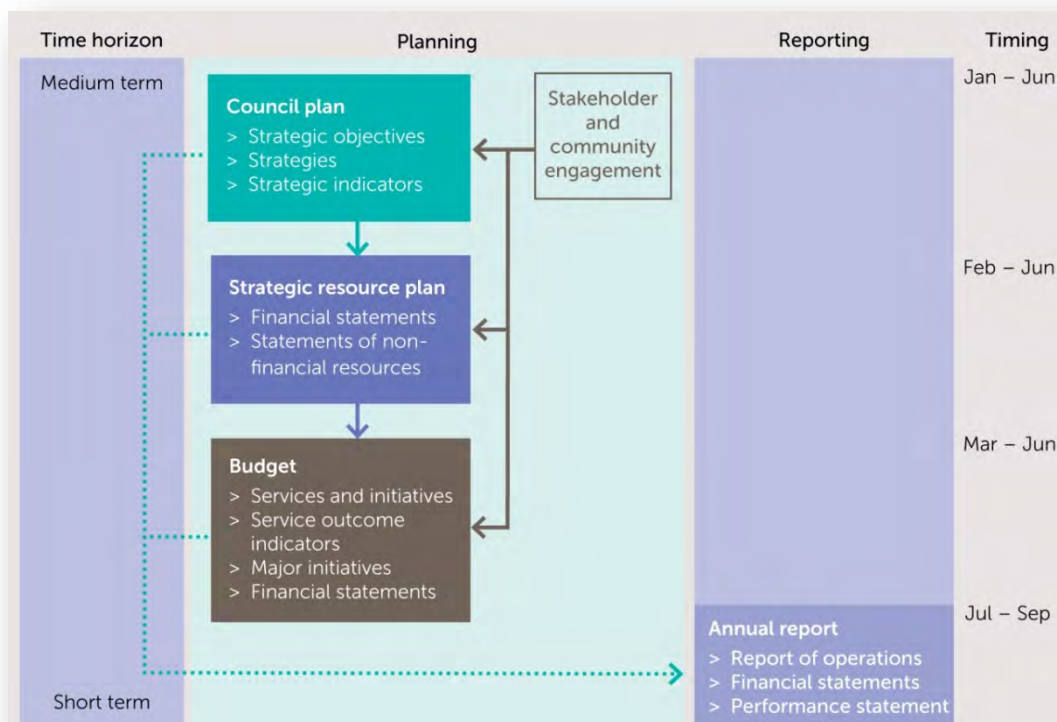 Time horizon
Planning
Reporting
Timing
Medium term
Jan – Jun
Council plan
> Strategic objectives
> Strategies
> Strategic indicators
Stakeholder
and
community
engagement
Feb – Jun
Strategic resource plan
> Financial statements
> Statements of non-
financial resources
Mar – Jun
Budget
> Services and initiatives
> Service outcome
indicators
> Major initiatives
> Financial statements
Jul – Sep
Annual report
> Report of operations
> Financial statements
> Performance statement
Short term